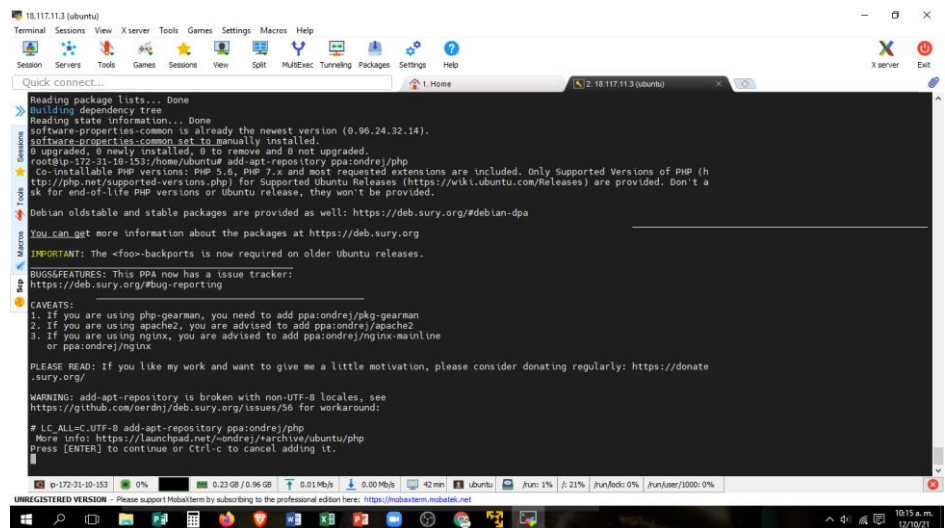 18.117.11.3 (ubuntu)
Terminal Sessions View X server Tools Games Settings Macros Help
Session Servers Tools Games Sessions View Split MultiExec Tunneling Packages Settings Help X server Exit
Quick connect... 1. Home 2. 18.117.11.3 (ubuntu)
Sessions
Tools
Macros
Scp
Reading package lists... Done
Building dependency tree
Reading state information... Done
software-properties-common is already the newest version (0.96.24.32.14).
software-properties-common set to manually installed.
0 upgraded, 0 newly installed, 0 to remove and 0 not upgraded.
root@ip-172-31-10-153:/home/ubuntu# add-apt-repository ppa:ondrej/php
Co-installable PHP versions: PHP 5.6, PHP 7.x and most requested extensions are included. Only Supported Versions of PHP (h
ttp://php.net/supported-versions.php) for Supported Ubuntu Releases (https://wiki.ubuntu.com/Releases) are provided. Don't a
sk for end-of-life PHP versions or Ubuntu release, they won't be provided.
Debian oldstable and stable packages are provided as well: https://deb.sury.org/#debian-dpa
You can get more information about the packages at https://deb.sury.org
IMPORTANT: The <foo>-backports is now required on older Ubuntu releases.
BUGS&FEATURES: This PPA now has a issue tracker:
https://deb.sury.org/#bug-reporting
CAVEATS:
1. If you are using php-gearman, you need to add ppa:ondrej/pkg-gearman
2. If you are using apache2, you are advised to add ppa:ondrej/apache2
3. If you are using nginx, you are advised to add ppa:ondrej/nginx-mainline
or ppa:ondrej/nginx
PLEASE READ: If you like my work and want to give me a little motivation, please consider donating regularly: https://donate
.sury.org/
WARNING: add-apt-repository is broken with non-UTF-8 locales, see
https://github.com/oerdnj/deb.sury.org/issues/56 for workaround:
# LC_ALL=C.UTF-8 add-apt-repository ppa:ondrej/php
More info: https://launchpad.net/~ondrej/+archive/ubuntu/php
Press [ENTER] to continue or Ctrl-c to cancel adding it.
ip-172-31-10-153 0% 0.23 GB / 0.96 GB 0.01 Mb/s 0.00 Mb/s 42 min ubuntu /run: 1% /: 21% /run/lock: 0% /run/user/1000: 0%
UNREGISTERED VERSION - Please support MobaXterm by subscribing to the professional edition here: https://mobaxterm.mobatek.net
10:15 a. m.
12/10/21